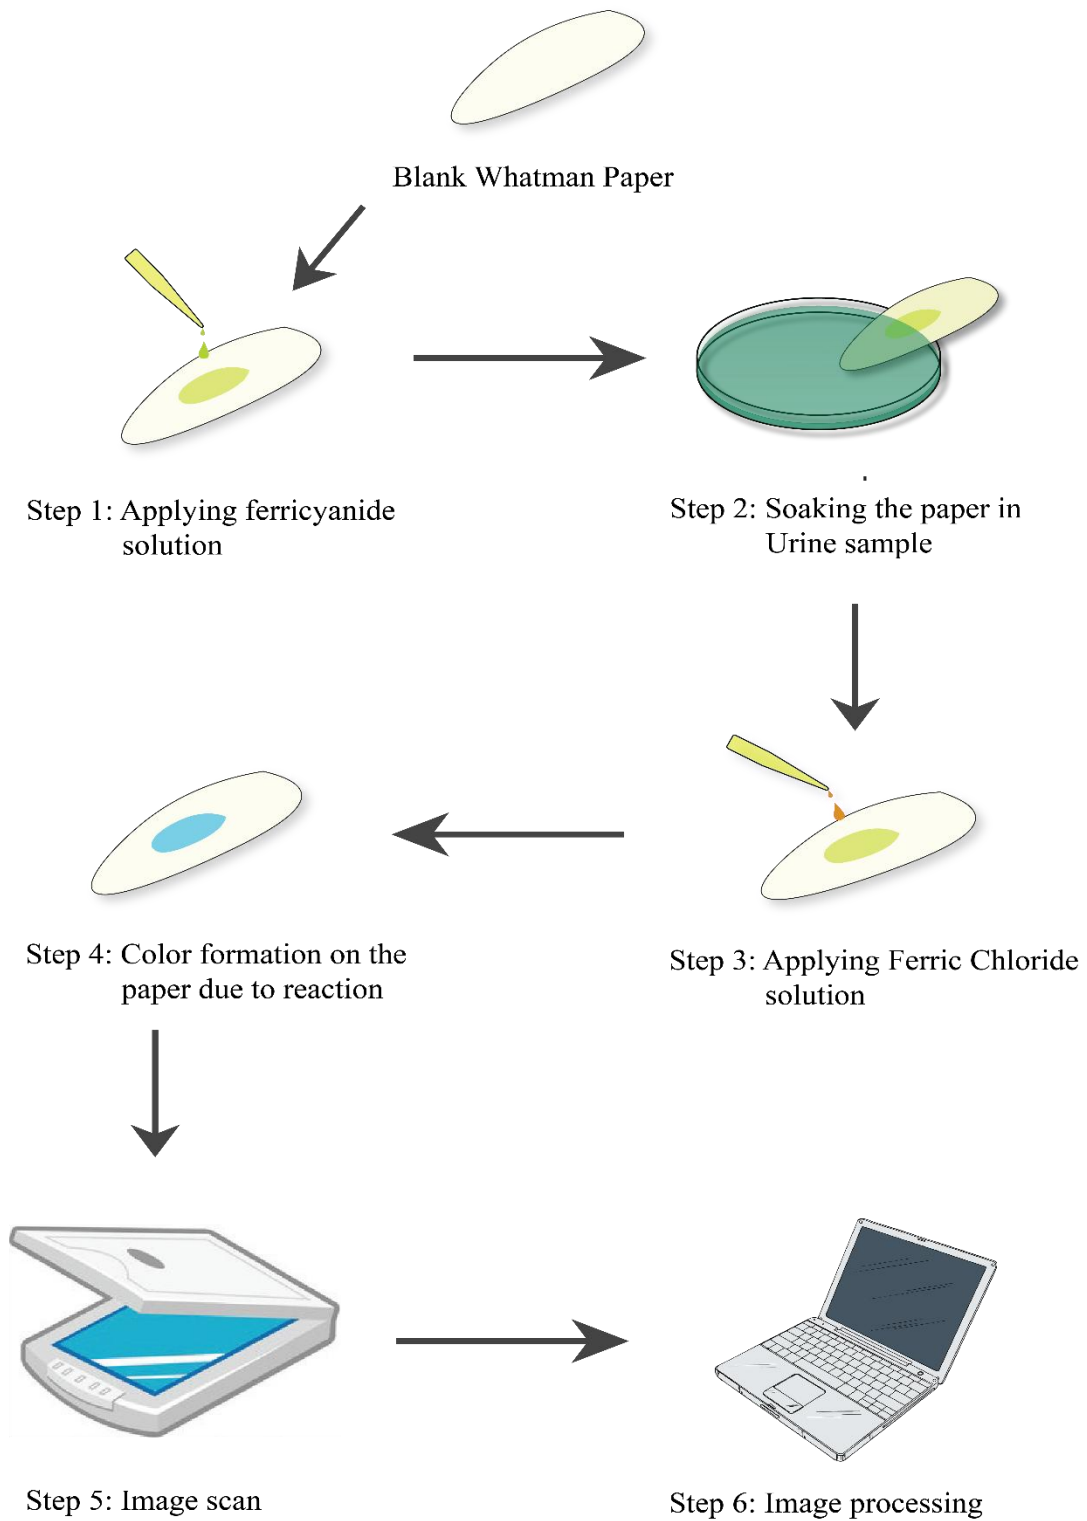 Blank Whatman Paper
Step 1: Applying ferricyanide
solution
Step 2: Soaking the paper in
Urine sample
Step 3: Applying Ferric Chloride
solution
Step 4: Color formation on the
paper due to reaction
Step 5: Image scan
Step 6: Image processing